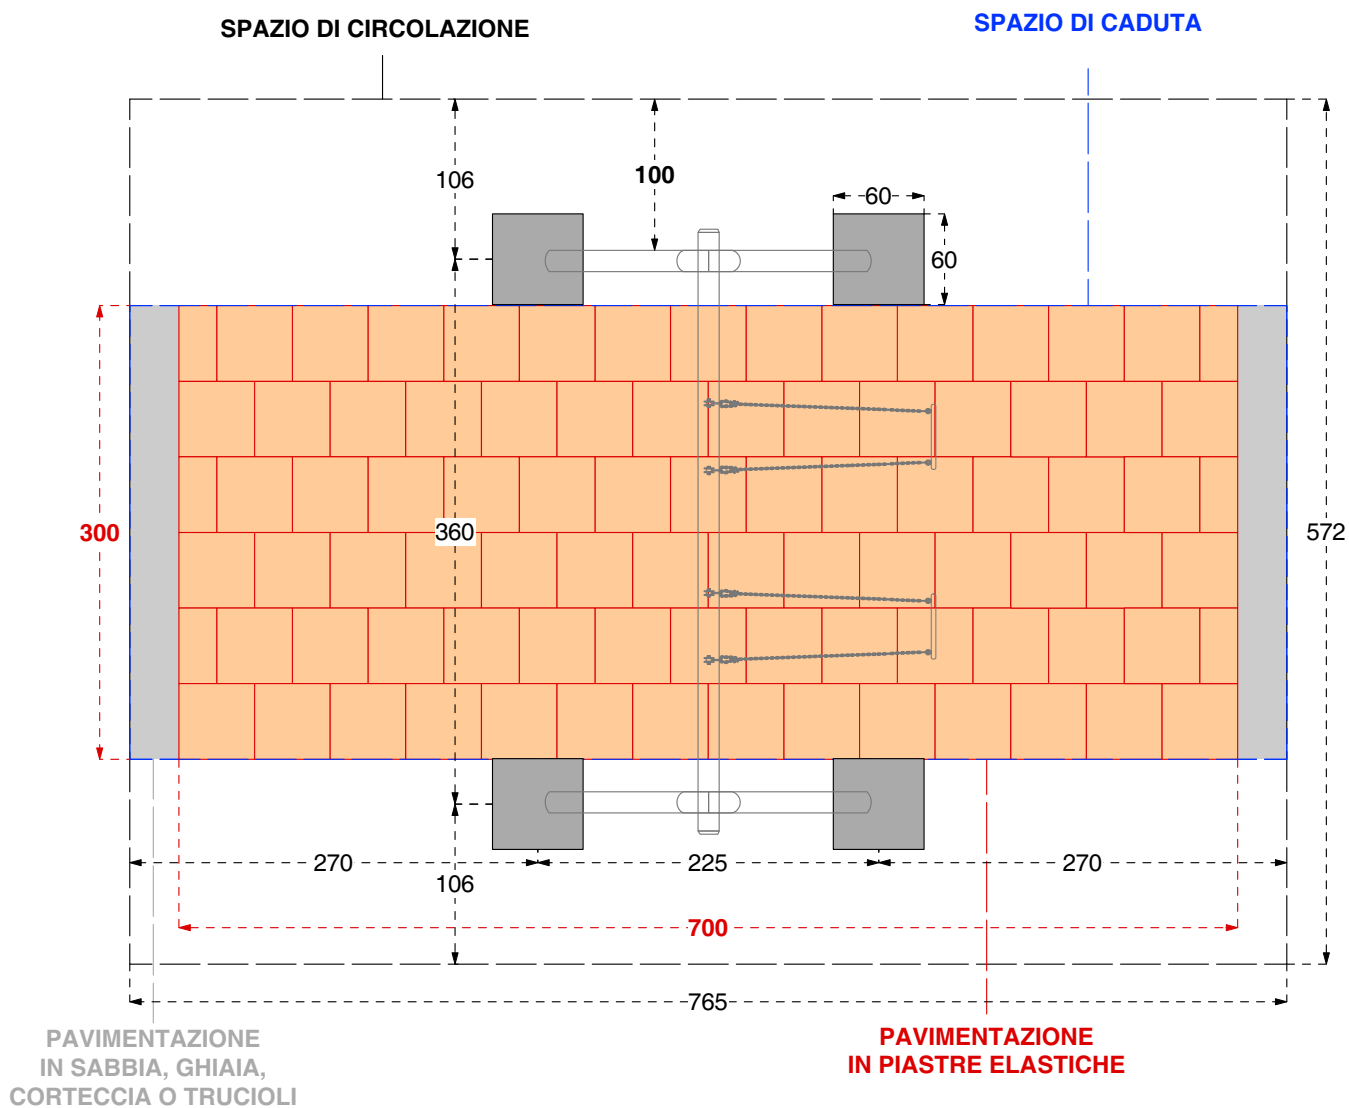 SPAZIO DI CIRCOLAZIONE
SPAZIO DI CADUTA
106
100
60
60
300
360
572
270
225
270
106
700
765
PAVIMENTAZIONE
IN SABBIA, GHIAIA,
CORTECCIA O TRUCIOLI
PAVIMENTAZIONE
IN PIASTRE ELASTICHE